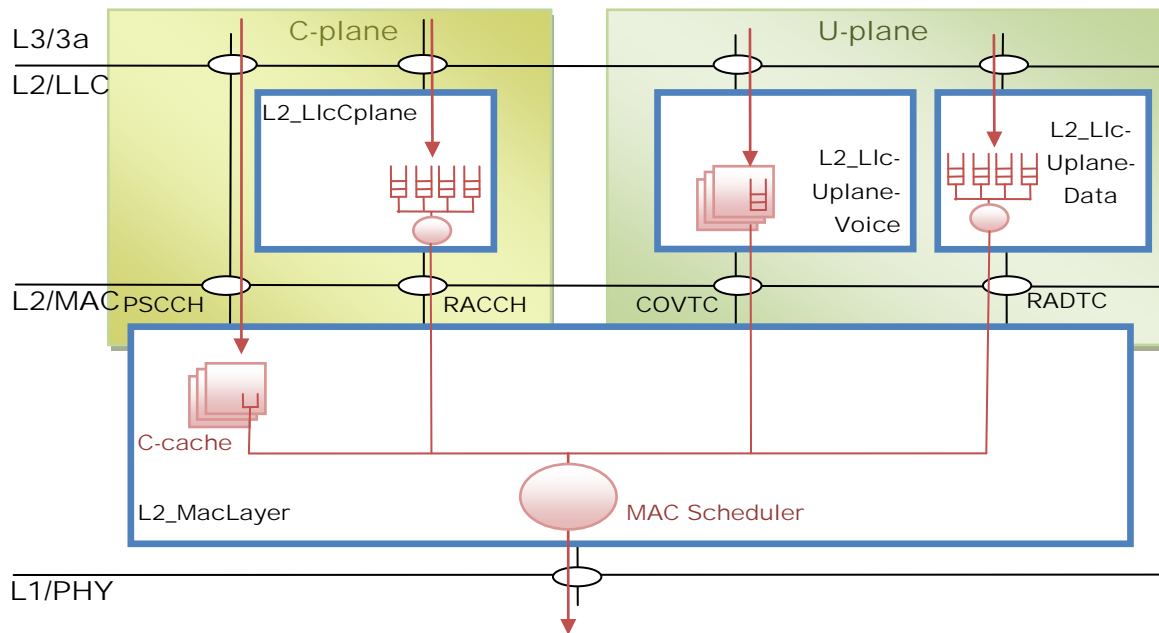 L3/3a
C-plane
U-plane
L2/LLC
L2_LlcCplane
L2_Llc-
Uplane-
Voice
L2_Llc-
Uplane-
Data
L2/MAC
PSCCH
RACCH
COVTC
RADTC
C-cache
L2_MacLayer
MAC Scheduler
L1/PHY